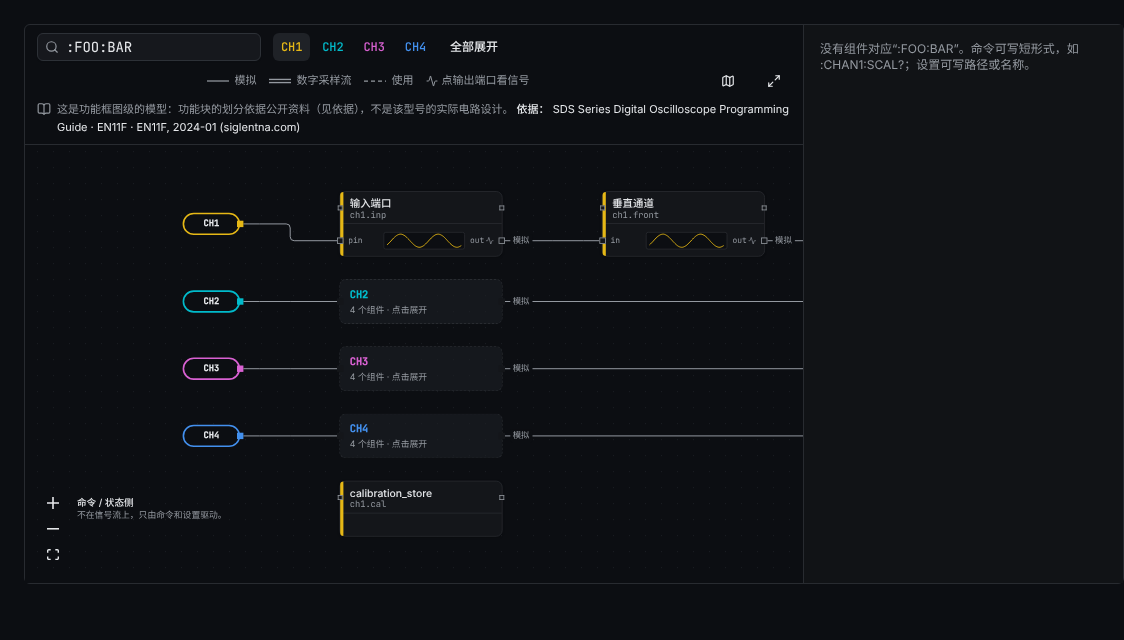 :FOO:BAR
CH1 CH2 CH3 CH4 全部展开
模拟 数字采样流 使用 点输出端口看信号
这是功能框图级的模型：功能块的划分依据公开资料（见依据），不是该型号的实际电路设计。 依据： SDS Series Digital Oscilloscope Programming
Guide · EN11F · EN11F, 2024-01 (siglentna.com)
没有组件对应“:FOO:BAR”。命令可写短形式，如
:CHAN1:SCAL?；设置可写路径或名称。
CH1
输入端口
ch1.inp
pin out 模拟
垂直通道
ch1.front
in out 模拟
CH2
CH2
4 个组件 · 点击展开
模拟
CH3
CH3
4 个组件 · 点击展开
模拟
CH4
CH4
4 个组件 · 点击展开
模拟
calibration_store
ch1.cal
命令 / 状态侧
不在信号流上，只由命令和设置驱动。